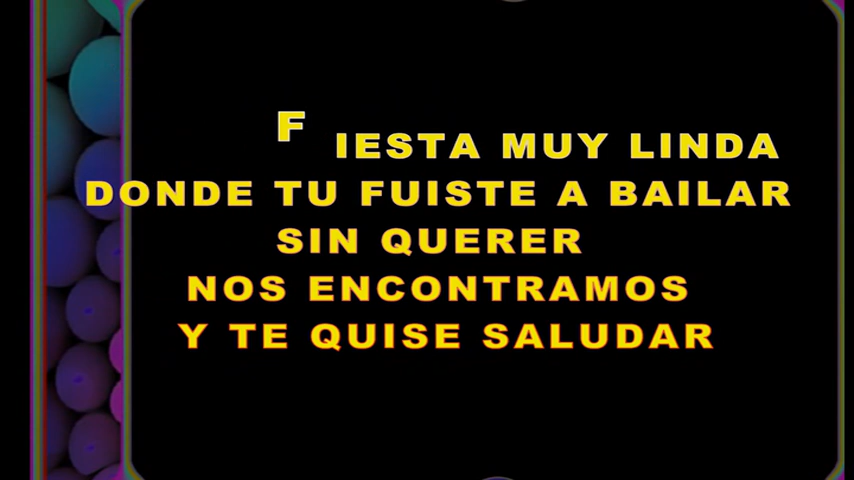 FIESTA MUY LINDA
DONDE TU FUISTE A BAILAR
SIN QUERER
NOS ENCONTRAMOS
Y TE QUISE SALUDAR